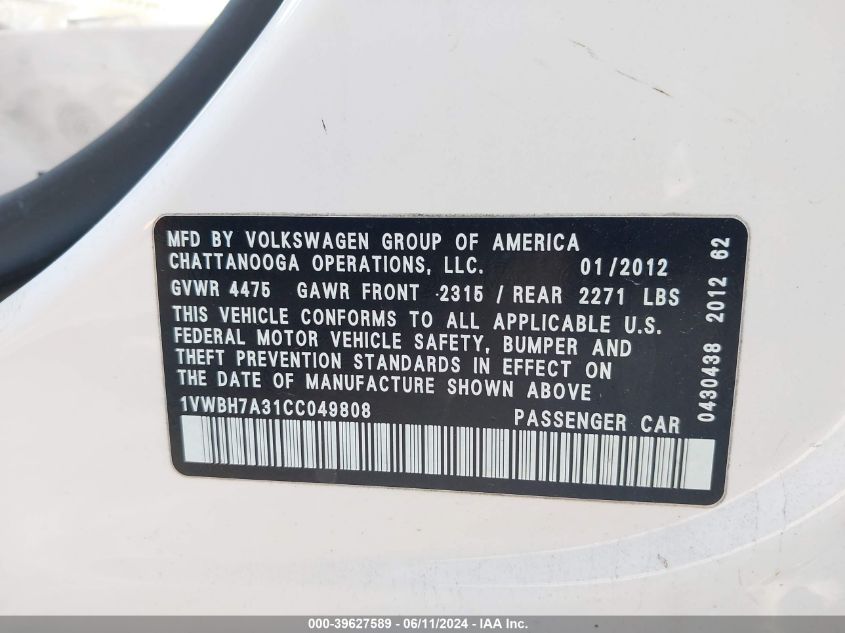 MFD BY VOLKSWAGEN GROUP OF AMERICA
CHATTANOOGA OPERATIONS, LLC. 01/2012
GVWR 4475 GAWR FRONT 2315 / REAR 2271 LBS
THIS VEHICLE CONFORMS TO ALL APPLICABLE U.S.
FEDERAL MOTOR VEHICLE SAFETY, BUMPER AND
THEFT PREVENTION STANDARDS IN EFFECT ON
THE DATE OF MANUFACTURE SHOWN ABOVE
1VWBH7A31CC049808 PASSENGER CAR
0430438 2012 62
000-39627589 - 06/11/2024 - IAA Inc.